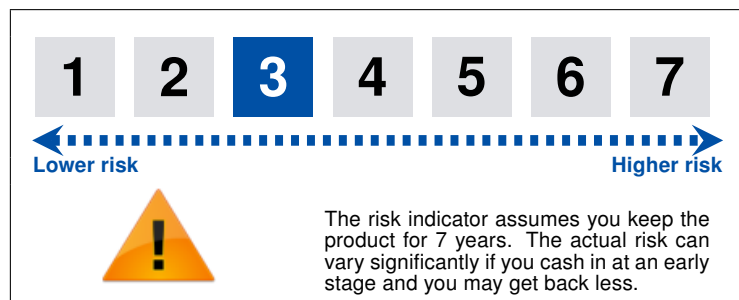 1 2 3 4 5 6 7
Lower risk Higher risk
!
The risk indicator assumes you keep the
product for 7 years. The actual risk can
vary significantly if you cash in at an early
stage and you may get back less.